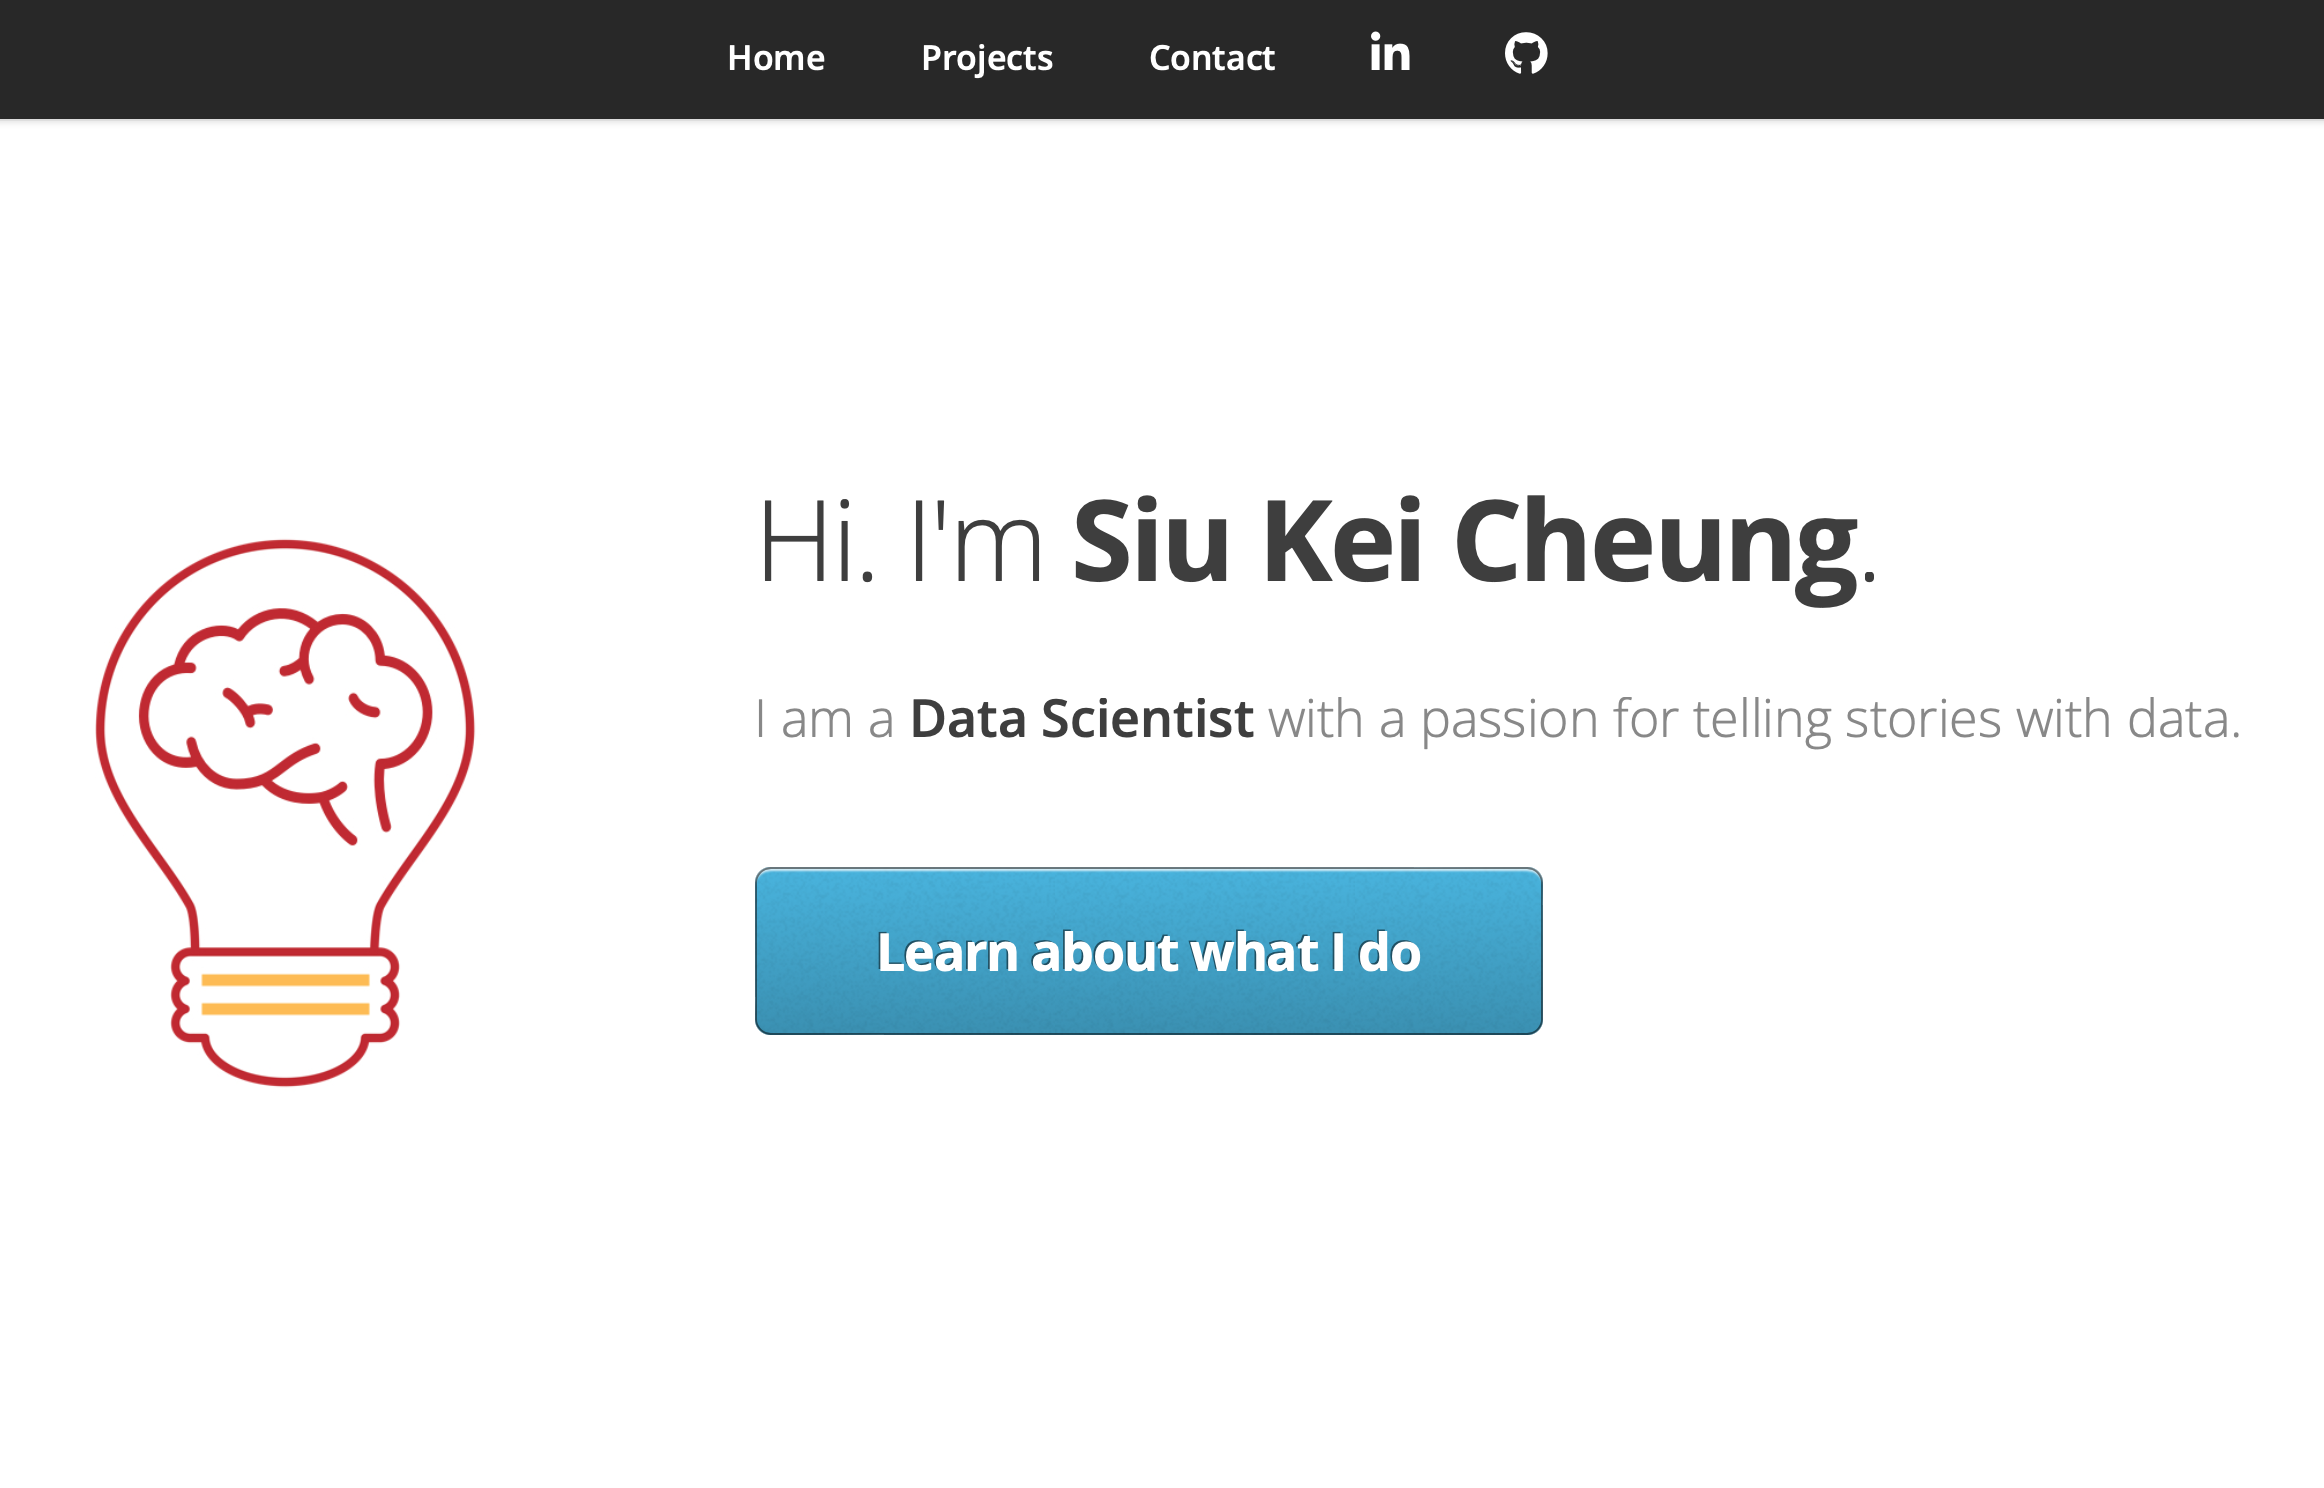 Home Projects Contact in
Hi. I'm Siu Kei Cheung.
I am a Data Scientist with a passion for telling stories with data.
Learn about what I do